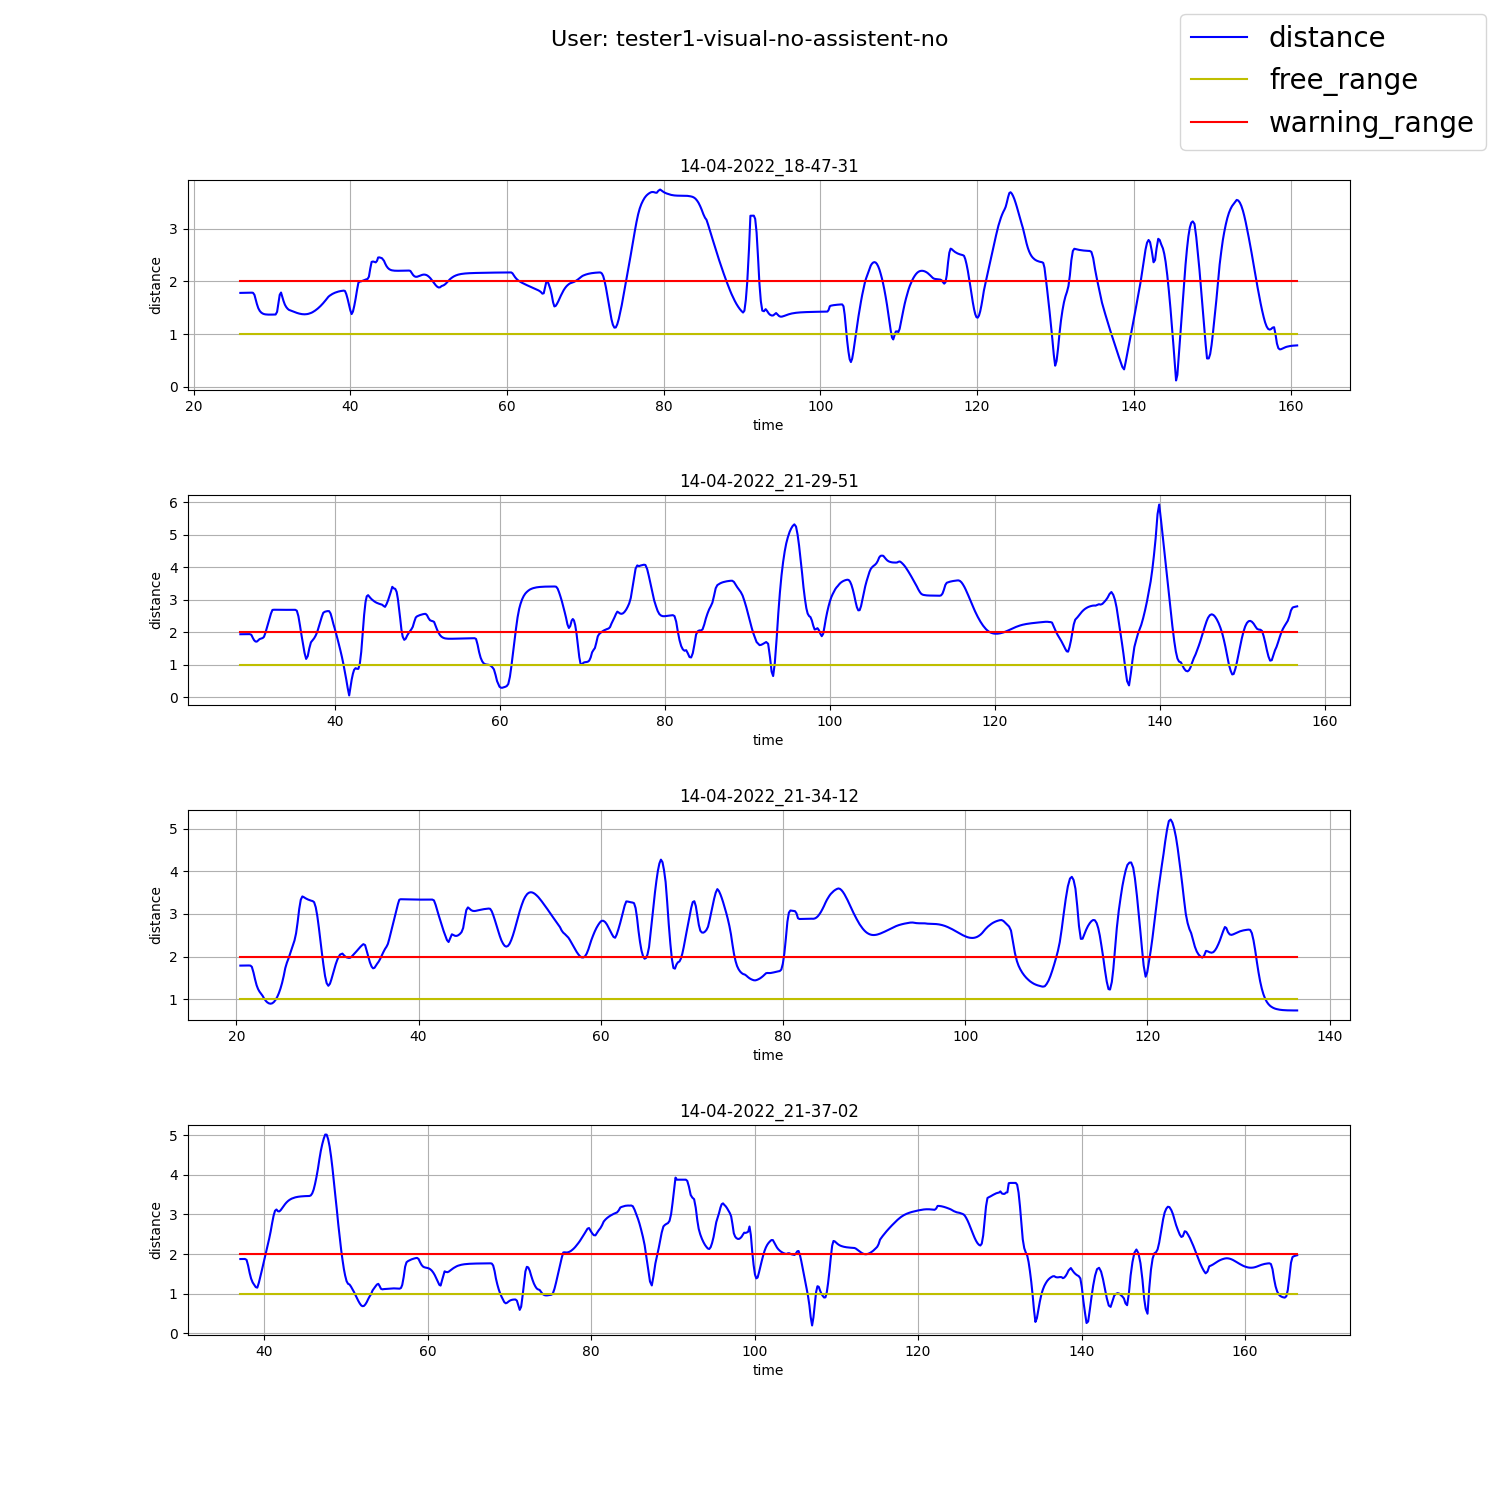 User: tester1-visual-no-assistent-no
distance
free_range
warning_range
14-04-2022_18-47-31
distance
3
2
1
0
20 40 60 80 100 120 140 160
time
14-04-2022_21-29-51
distance
6
5
4
3
2
1
0
40 60 80 100 120 140 160
time
14-04-2022_21-34-12
distance
5
4
3
2
1
20 40 60 80 100 120 140
time
14-04-2022_21-37-02
distance
5
4
3
2
1
0
40 60 80 100 120 140 160
time